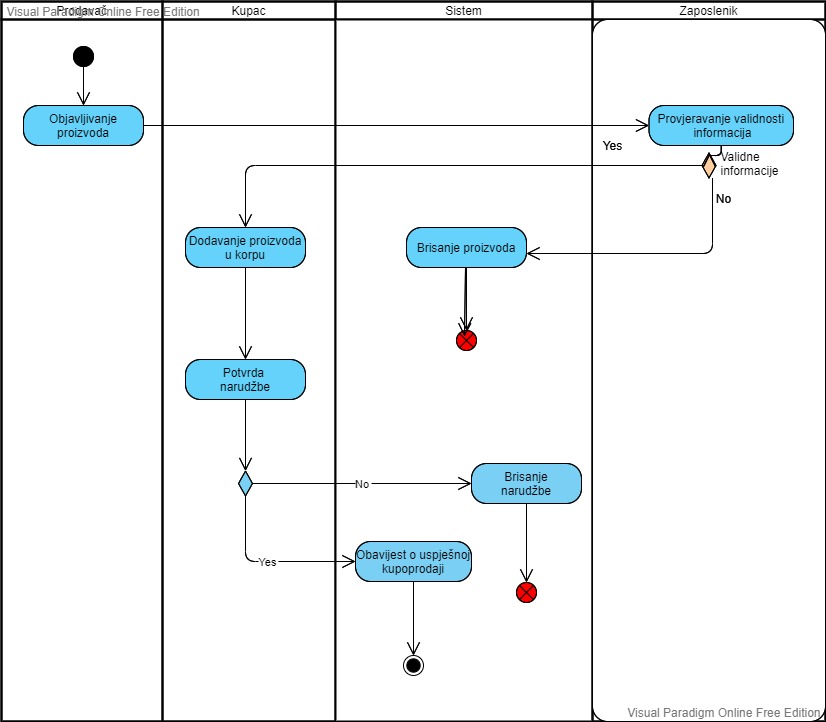 Visual Paradigm Online Free Edition
Prodavač
Kupac
Sistem
Zaposlenik
Objavljivanje
proizvoda
Provjeravanje validnosti
informacija
Yes
Validne
informacije
No
Dodavanje proizvoda
u korpu
Brisanje proizvoda
Potvrda
narudžbe
No
Brisanje
narudžbe
Yes
Obavijest o uspješnoj
kupoprodaji
Visual Paradigm Online Free Edition